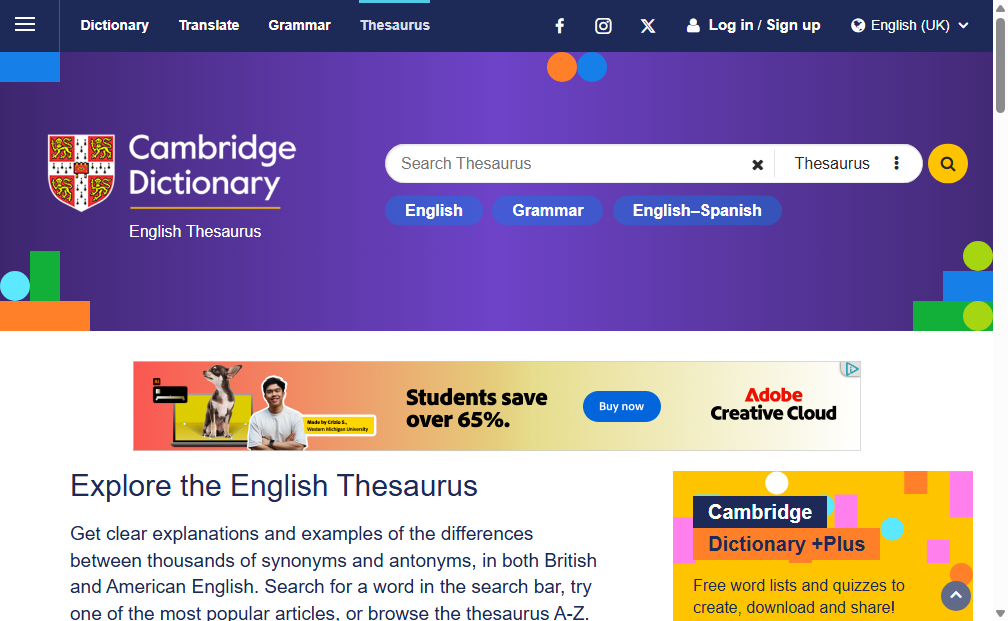 Dictionary Translate Grammar Thesaurus Log in / Sign up English (UK)
Cambridge
Dictionary
English Thesaurus
Search Thesaurus Thesaurus
English Grammar English–Spanish
Students save
over 65%.
Buy now
Adobe
Creative Cloud
Made by Crizio S.,
Western Michigan University
Explore the English Thesaurus
Get clear explanations and examples of the differences
between thousands of synonyms and antonyms, in both British
and American English. Search for a word in the search bar, try
one of the most popular articles, or browse the thesaurus A-Z.
Cambridge
Dictionary +Plus
Free word lists and quizzes to
create, download and share!